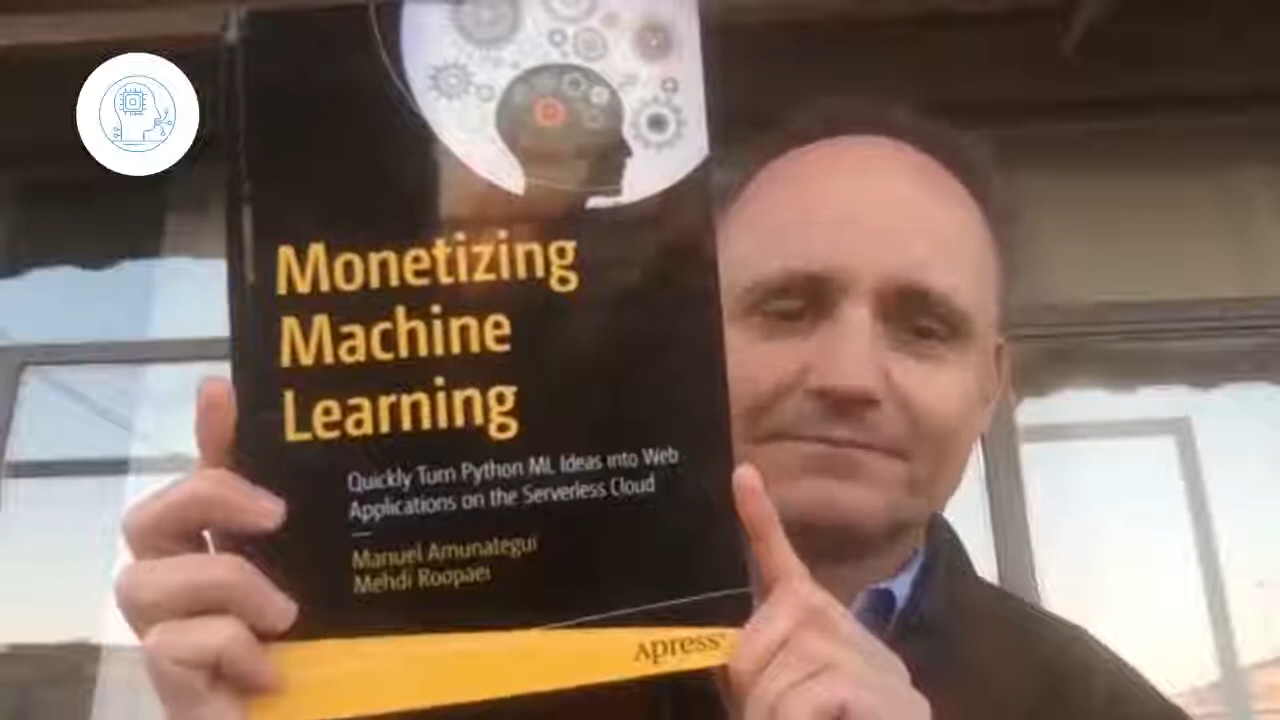 Monetizing
Machine
Learning
Quickly Turn Python ML Ideas into Web
Applications on the Serverless Cloud
Manuel Amunategui
Mehdi Roopaei
Apress®